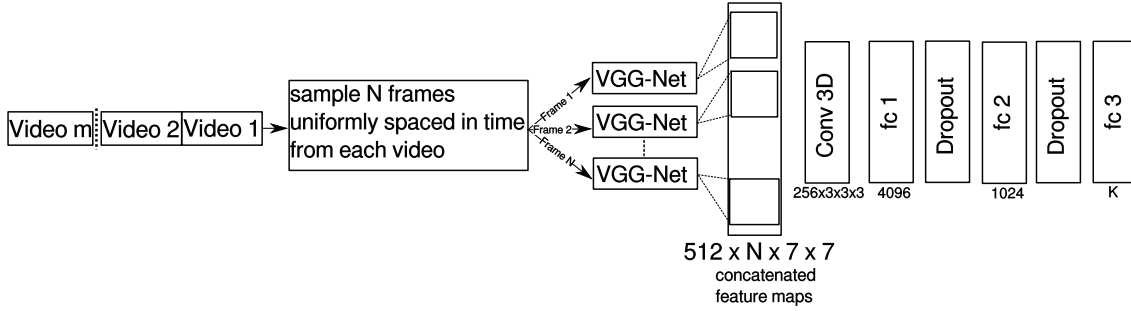 Video m
Video 2
Video 1
sample N frames
uniformly spaced in time
from each video
Frame 1
Frame 2
Frame N
VGG-Net
VGG-Net
VGG-Net
512 x N x 7 x 7
concatenated
feature maps
Conv 3D
256x3x3x3
fc 1
4096
Dropout
fc 2
1024
Dropout
fc 3
K